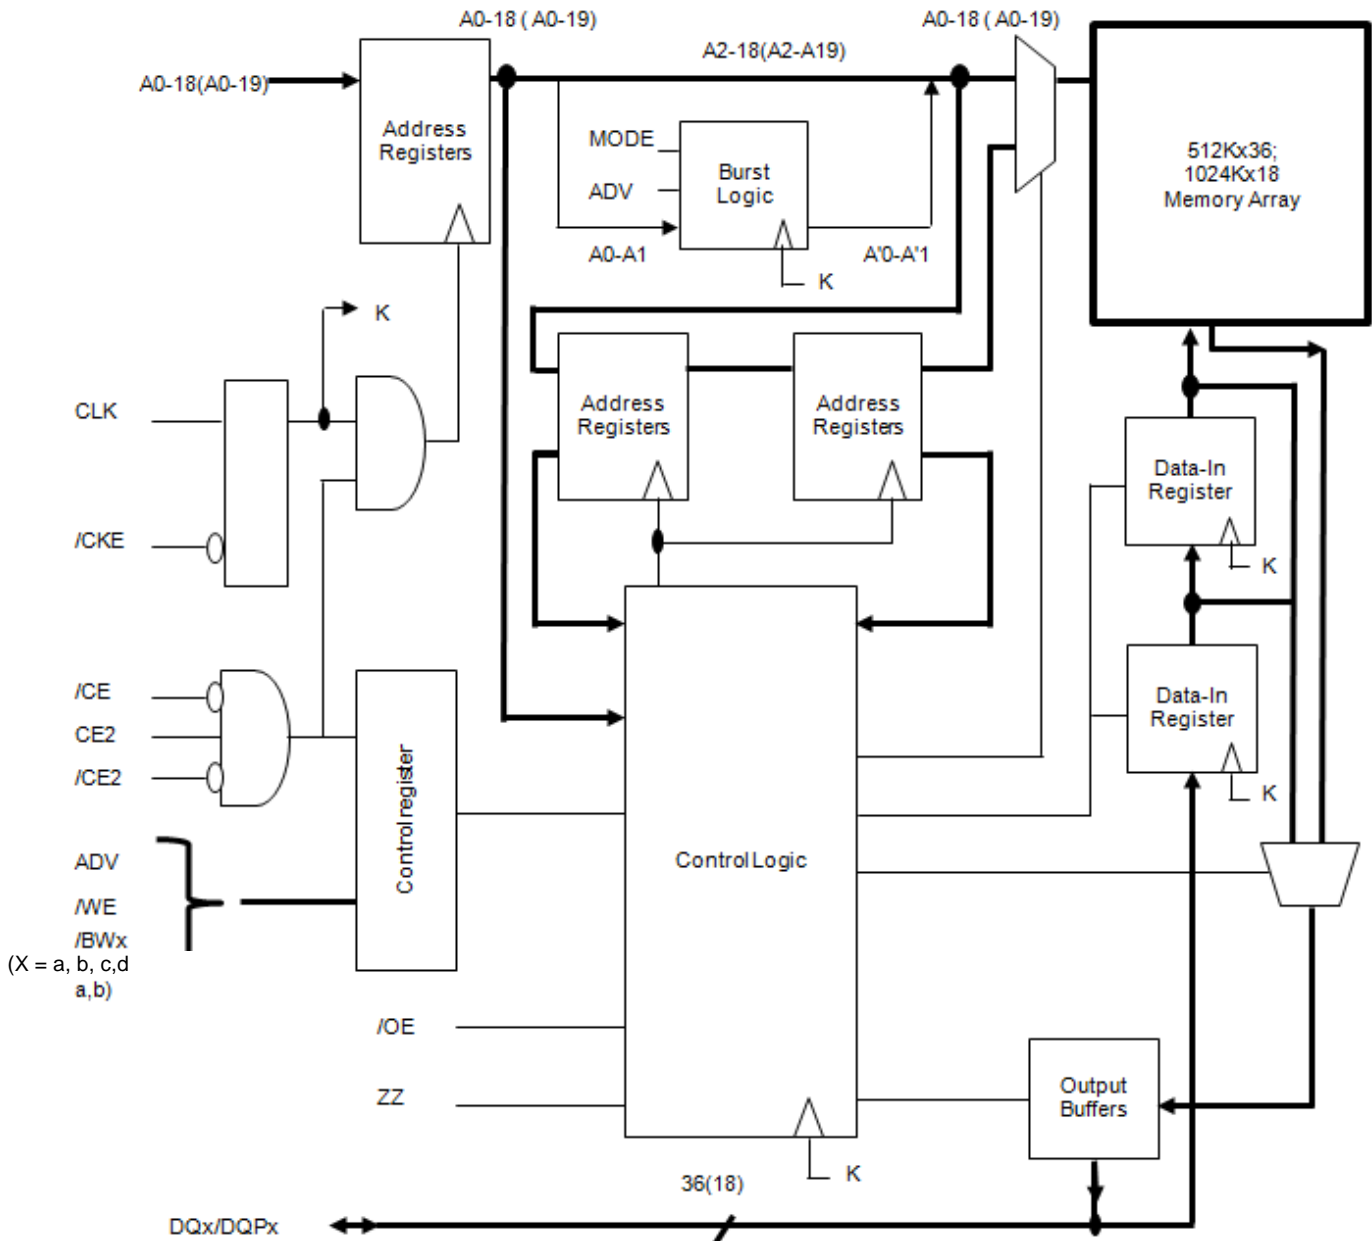 A0-18 ( A0-19)
A0-18 ( A0-19)
A2-18(A2-A19)
A0-18(A0-19)
Address
Registers
MODE
ADV
Burst
Logic
A0-A1
A'0-A'1
K
512Kx36;
1024Kx18
Memory Array
K
CLK
/CKE
Address
Registers
Address
Registers
Data-In
Register
K
/CE
CE2
/CE2
Data-In
Register
K
Control register
ADV
/WE
/BWx
(X = a, b, c,d
a,b)
Control Logic
/OE
ZZ
K
Output
Buffers
36(18)
DQx/DQPx